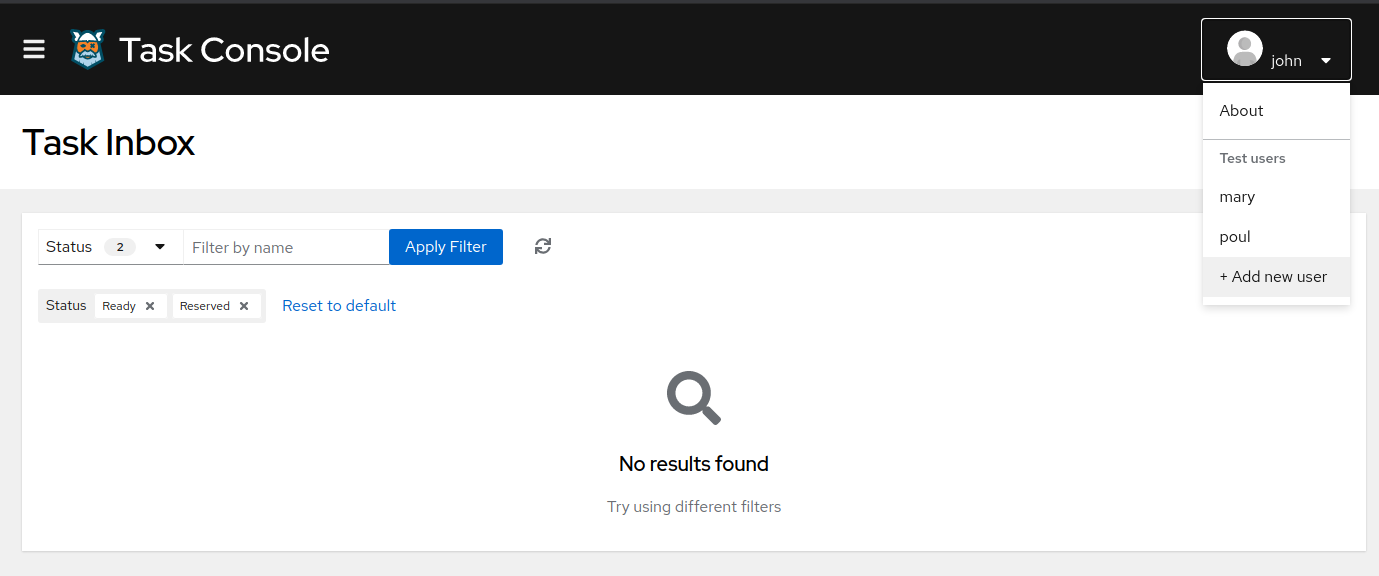 Task Console
john
About
Test users
mary
poul
+ Add new user
Task Inbox
Status 2 Filter by name Apply Filter
Status Ready Reserved Reset to default
No results found
Try using different filters